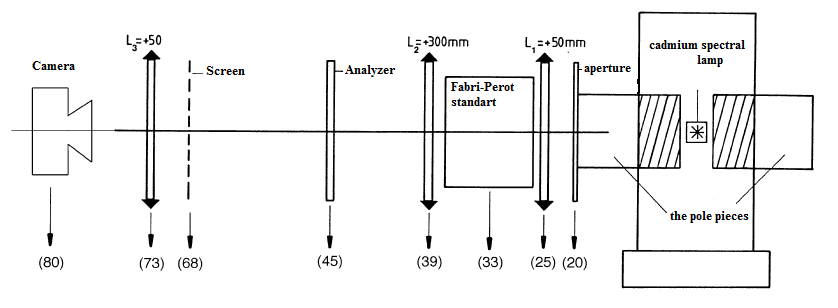 L3=+50
L2=+300mm
L1=+50mm
cadmium spectral
lamp
Camera
Screen
Analyzer
aperture
Fabri-Perot
standart
the pole pieces
(80)
(73)
(68)
(45)
(39)
(33)
(25)
(20)